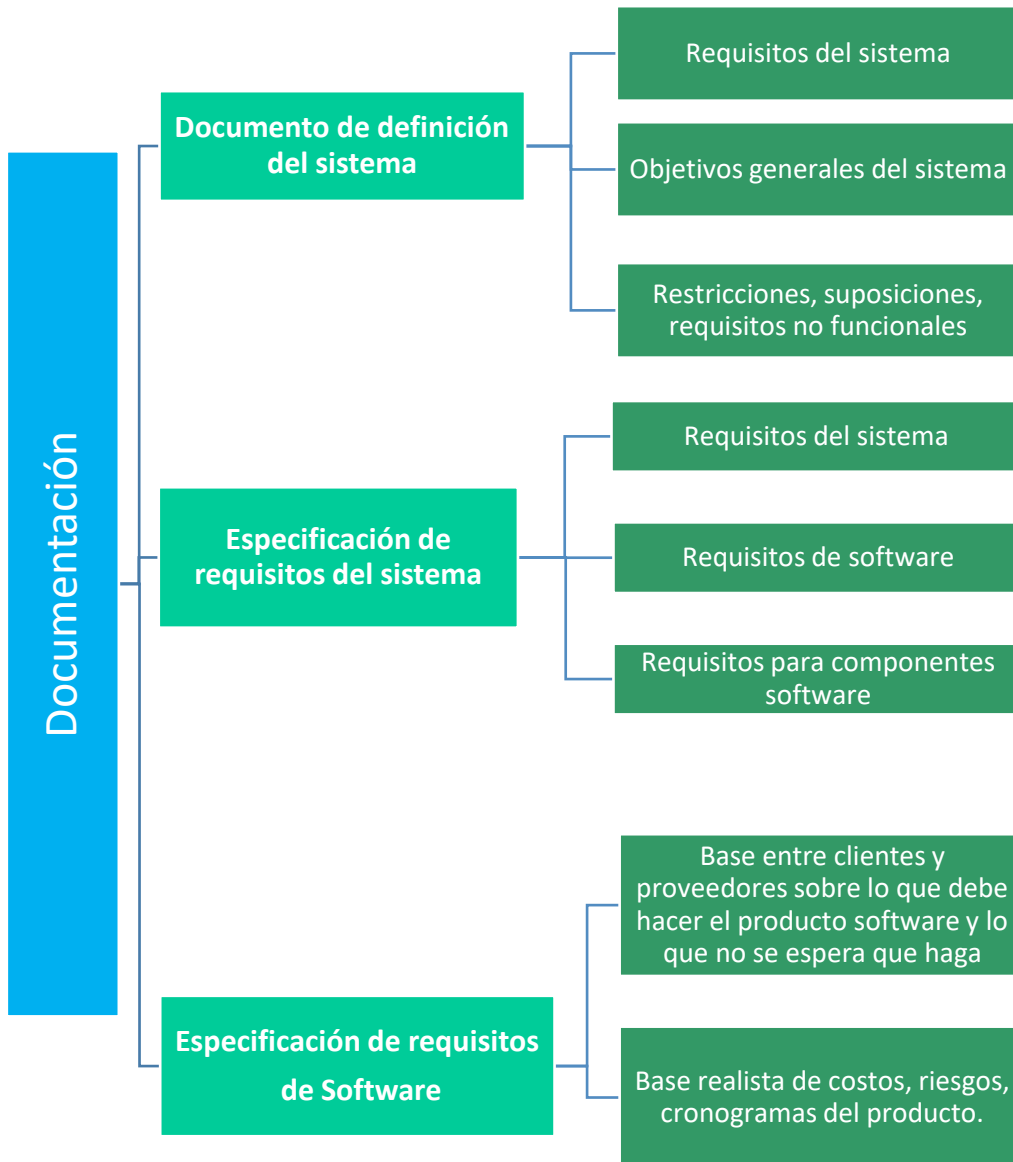 Documentación
Documento de definición
del sistema
Requisitos del sistema
Objetivos generales del sistema
Restricciones, suposiciones,
requisitos no funcionales
Especificación de
requisitos del sistema
Requisitos del sistema
Requisitos de software
Requisitos para componentes
software
Especificación de requisitos
de Software
Base entre clientes y
proveedores sobre lo que debe
hacer el producto software y lo
que no se espera que haga
Base realista de costos, riesgos,
cronogramas del producto.